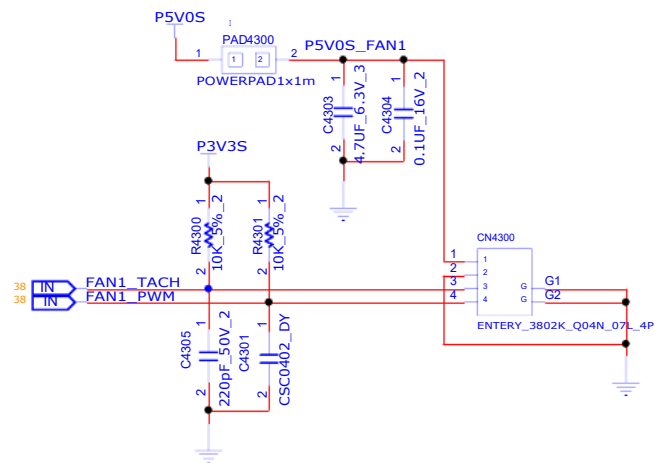 P5V0S
PAD4300
1
1
2
2
P5V0S_FAN1
POWERPAD1x1m
1
C4303
4.7UF_6.3V_3
2
1
C4304
0.1UF_16V_2
2
P3V3S
1
R4300
10K_5%_2
2
1
R4301
10K_5%_2
2
CN4300
1
1
2
2
3
3
4
4
G
G1
G
G2
ENTERY_3802K_Q04N_07L_4P
38
IN
FAN1_TACH
38
IN
FAN1_PWM
1
C4305
220pF_50V_2
2
1
C4301
CSC0402_DY
2